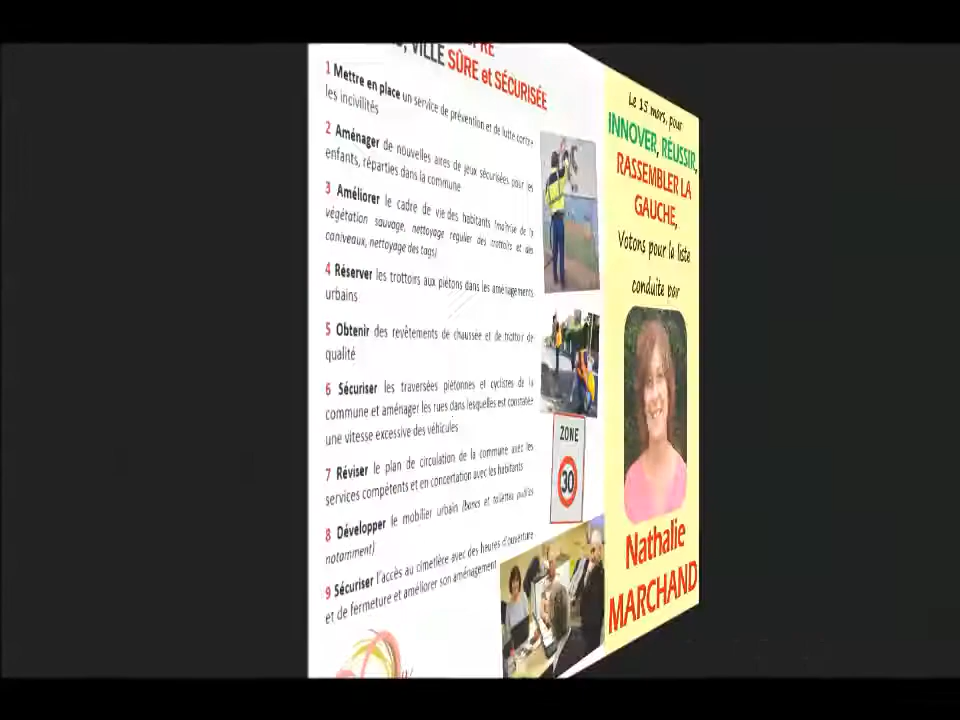 VILLE SÛRE et SÉCURISÉE
1 Mettre en place un service de prévention et de lutte contre
les incivilités
2 Aménager de nouvelles aires de jeux sécurisées pour les
enfants, réparties dans la commune
3 Améliorer le cadre de vie des habitants (maîtrise de la
végétation sauvage, nettoyage régulier des trottoirs et des
caniveaux, nettoyage des tags)
4 Réserver les trottoirs aux piétons dans les aménagements
urbains
5 Obtenir des revêtements de chaussée et de trottoir de
qualité
6 Sécuriser les traversées piétonnes et cyclistes de la
commune et aménager les rues dans lesquelles est constatée
une vitesse excessive des véhicules
7 Réviser le plan de circulation de la commune avec les
services compétents et en concertation avec les habitants
8 Développer le mobilier urbain (bancs et toilettes publics
notamment)
9 Sécuriser l'accès au cimetière avec des heures d'ouverture
et de fermeture et améliorer son aménagement
ZONE
30
Le 15 mars, pour
INNOVER, RÉUSSIR,
RASSEMBLER LA
GAUCHE,
Votons pour la liste
conduite par
Nathalie
MARCHAND